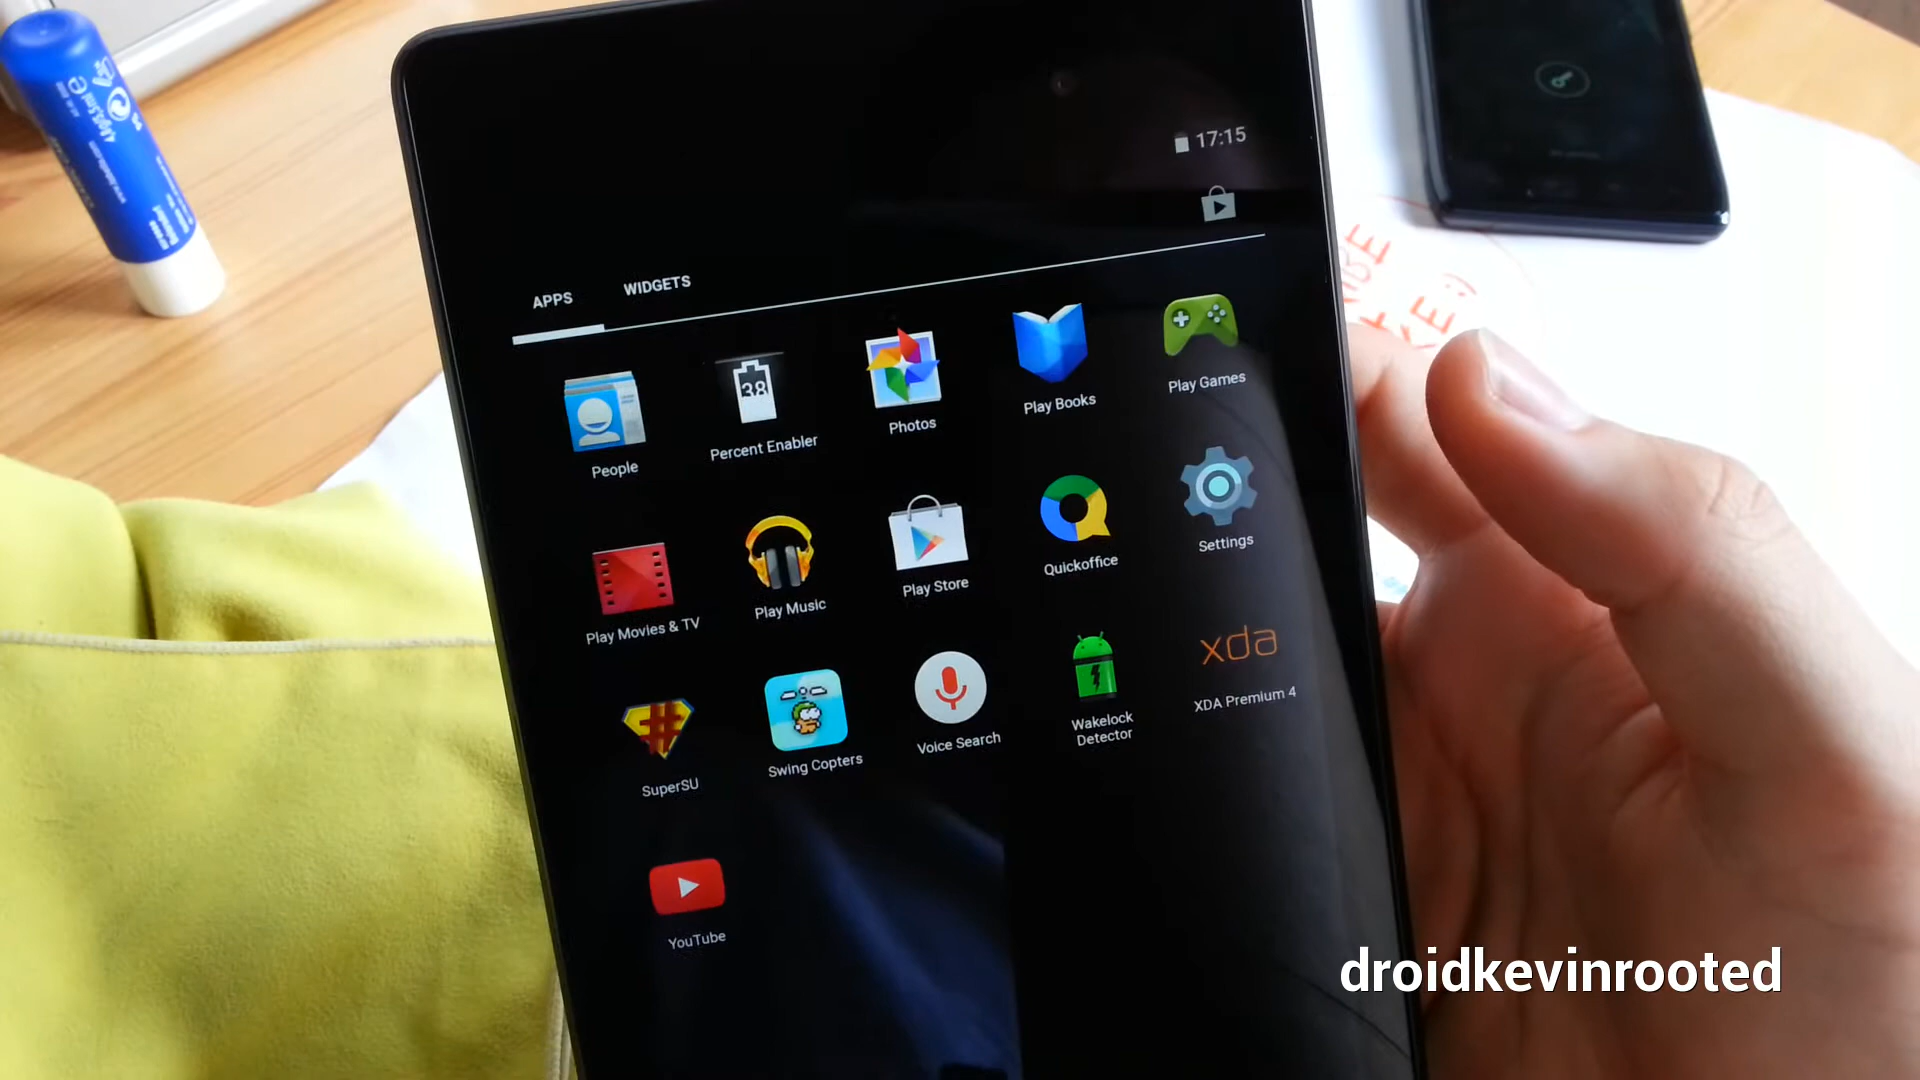 17:15
APPS
WIDGETS
People
38
Percent Enabler
Photos
Play Books
Play Games
Play Movies & TV
Play Music
Play Store
Quickoffice
Settings
SuperSU
Swing Copters
Voice Search
Wakelock
Detector
xda
XDA Premium 4
YouTube
droidkevinrooted